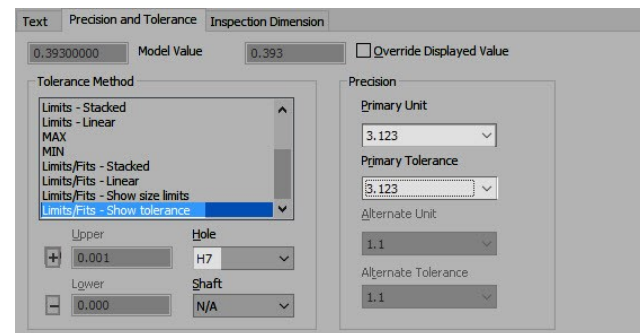 Text Precision and Tolerance Inspection Dimension
0.39300000 Model Value 0.393 Override Displayed Value
Tolerance Method
Precision
Limits - Stacked
Limits - Linear
MAX
MIN
Limits/Fits - Stacked
Limits/Fits - Linear
Limits/Fits - Show size limits
Limits/Fits - Show tolerance
Upper
+ 0.001
Lower
- 0.000
Hole
H7
Shaft
N/A
Primary Unit
3.123
Primary Tolerance
3.123
Alternate Unit
1.1
Alternate Tolerance
1.1